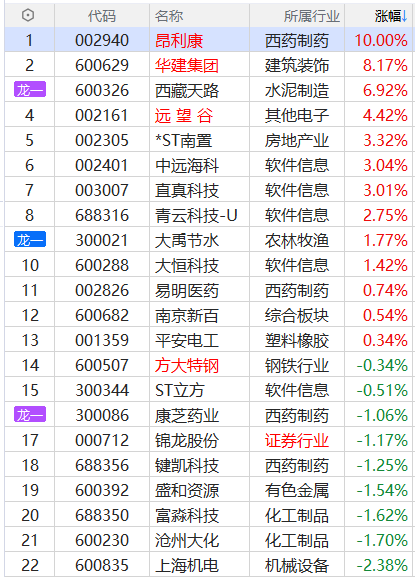 代码 名称 所属行业 涨幅↓
1 002940 昂利康 西药制药 10.00%
2 600629 华建集团 建筑装饰 8.17%
龙一 600326 西藏天路 水泥制造 6.92%
4 002161 远 望 谷 其他电子 4.42%
5 002305 *ST南置 房地产业 3.32%
6 002401 中远海科 软件信息 3.04%
7 003007 直真科技 软件信息 3.01%
8 688316 青云科技-U 软件信息 2.75%
龙一 300021 大禹节水 农林牧渔 1.77%
10 600288 大恒科技 软件信息 1.42%
11 002826 易明医药 西药制药 0.74%
12 600682 南京新百 综合板块 0.54%
13 001359 平安电工 塑料橡胶 0.34%
14 600507 方大特钢 钢铁行业 -0.34%
15 300344 ST立方 软件信息 -0.51%
龙一 300086 康芝药业 西药制药 -1.06%
17 000712 锦龙股份 证券行业 -1.17%
18 688356 键凯科技 西药制药 -1.25%
19 600392 盛和资源 有色金属 -1.54%
20 688350 富淼科技 化工制品 -1.62%
21 600230 沧州大化 化工制品 -1.70%
22 600835 上海机电 机械设备 -2.38%